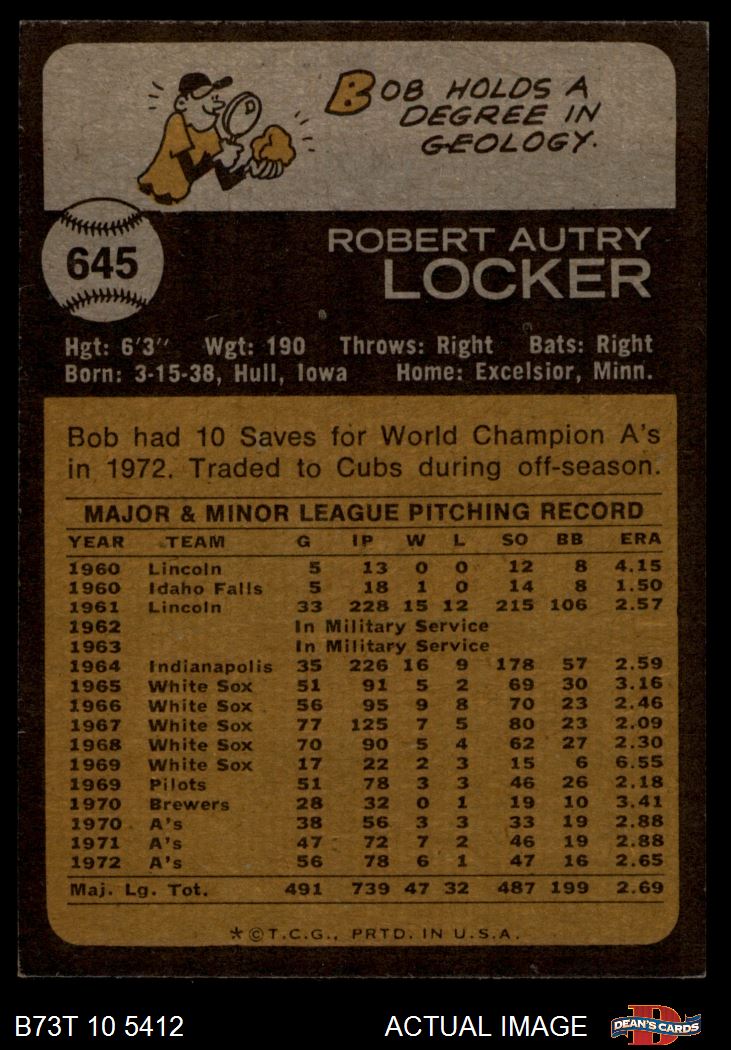 BOB HOLDS A
DEGREE IN
GEOLOGY.
645
ROBERT AUTRY
LOCKER
Hgt: 6'3" Wgt: 190 Throws: Right Bats: Right
Born: 3-15-38, Hull, Iowa Home: Excelsior, Minn.
Bob had 10 Saves for World Champion A's
in 1972. Traded to Cubs during off-season.
MAJOR & MINOR LEAGUE PITCHING RECORD
YEAR TEAM G IP W L SO BB ERA
1960 Lincoln 5 13 0 0 12 8 4.15
1960 Idaho Falls 5 18 1 0 14 8 1.50
1961 Lincoln 33 228 15 12 215 106 2.57
1962 In Military Service
1963 In Military Service
1964 Indianapolis 35 226 16 9 178 57 2.59
1965 White Sox 51 91 5 2 69 30 3.16
1966 White Sox 56 95 9 8 70 23 2.46
1967 White Sox 77 125 7 5 80 23 2.09
1968 White Sox 70 90 5 4 62 27 2.30
1969 White Sox 17 22 2 3 15 6 6.55
1969 Pilots 51 78 3 3 46 26 2.18
1970 Brewers 28 32 0 1 19 10 3.41
1970 A's 38 56 3 3 33 19 2.88
1971 A's 47 72 7 2 46 19 2.88
1972 A's 56 78 6 1 47 16 2.65
Maj. Lg. Tot. 491 739 47 32 487 199 2.69
*©T.C.G., PRTD. IN U.S.A.
B73T 10 5412 ACTUAL IMAGE DEAN'S CARDS